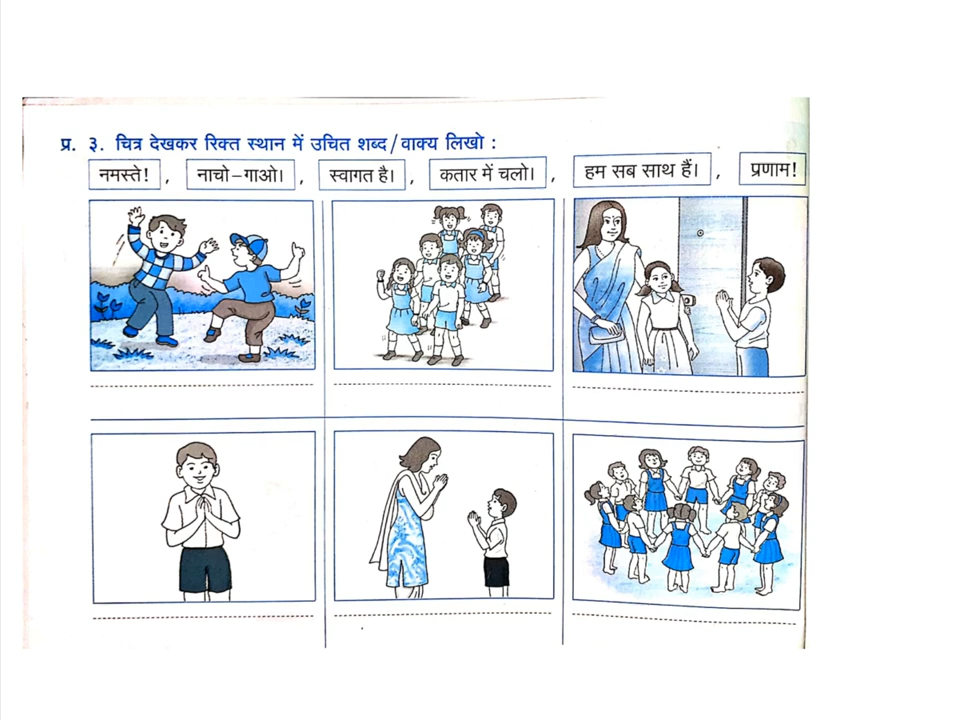 प्र. ३. चित्र देखकर रिक्त स्थान में उचित शब्द/वाक्य लिखो :
नमस्ते! , नाचो-गाओ। , स्वागत है। , कतार में चलो। , हम सब साथ हैं। , प्रणाम!